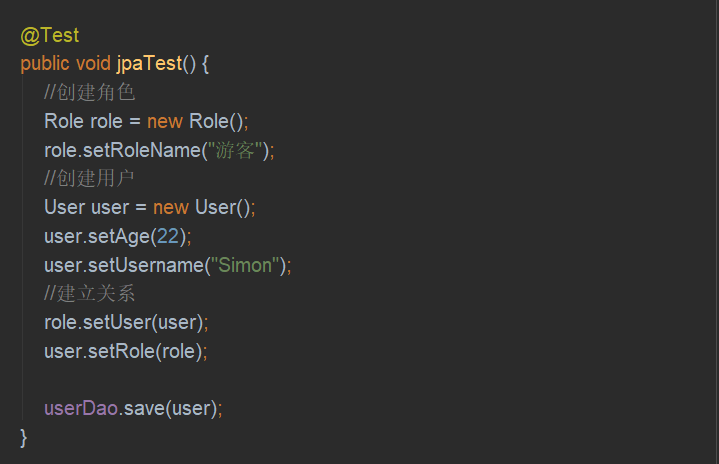 @Test
public void jpaTest() {
//创建角色
Role role = new Role();
role.setRoleName("游客");
//创建用户
User user = new User();
user.setAge(22);
user.setUsername("Simon");
//建立关系
role.setUser(user);
user.setRole(role);
userDao.save(user);
}